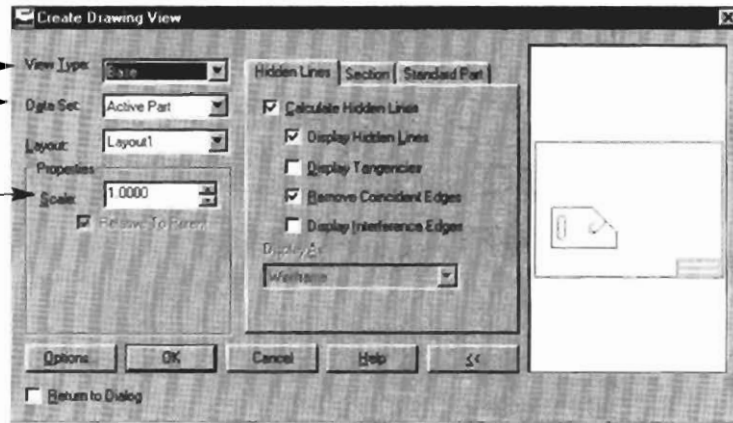 Create Drawing View
View Type: Base
Data Set: Active Part
Layout: Layout1
Properties
Scale: 1.0000
Relative To Parent
Hidden Lines Section Standard Part
Calculate Hidden Lines
Display Hidden Lines
Display Tangencies
Remove Coincident Edges
Display Interference Edges
Display As
Wireframe
Options... OK Cancel Help <<
Return to Dialog